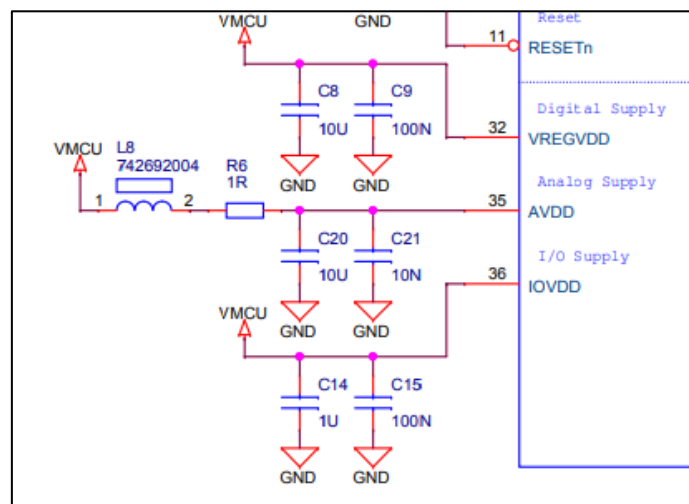 VMCU
GND
Reset
11
RESETn
C8
10U
C9
100N
Digital Supply
32
VREGVDD
VMCU
L8
742692004
1
2
R6
1R
GND
GND
Analog Supply
35
AVDD
C20
10U
C21
10N
I/O Supply
36
IOVDD
VMCU
GND
GND
C14
1U
C15
100N
GND
GND